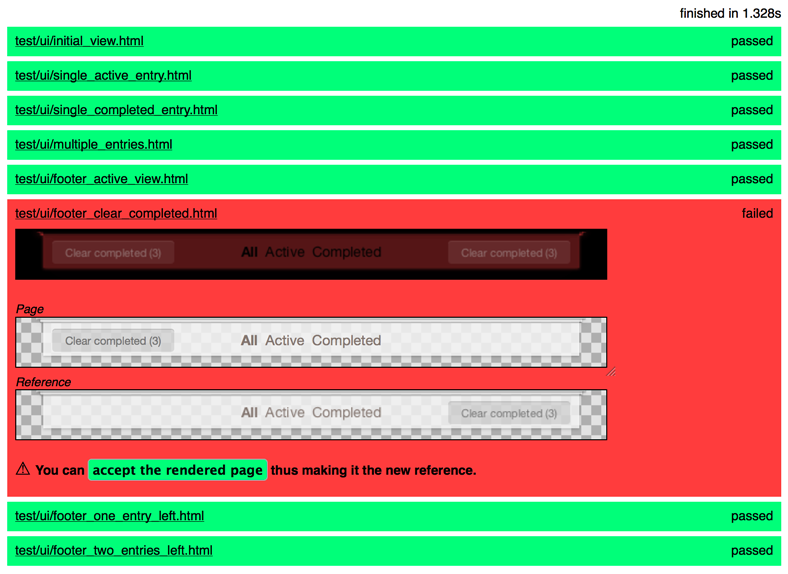 finished in 1.328s
test/ui/initial_view.html passed
test/ui/single_active_entry.html passed
test/ui/single_completed_entry.html passed
test/ui/multiple_entries.html passed
test/ui/footer_active_view.html passed
test/ui/footer_clear_completed.html failed
Clear completed (3) All Active Completed Clear completed (3)
Page
Clear completed (3) All Active Completed
Reference
All Active Completed Clear completed (3)
⚠ You can accept the rendered page thus making it the new reference.
test/ui/footer_one_entry_left.html passed
test/ui/footer_two_entries_left.html passed